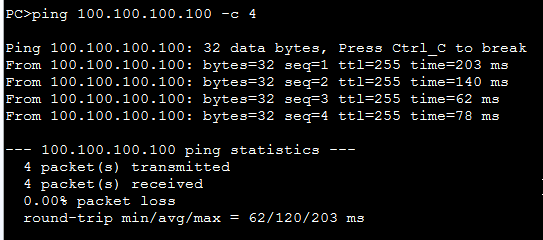 PC>ping 100.100.100.100 -c 4
Ping 100.100.100.100: 32 data bytes, Press Ctrl_C to break
From 100.100.100.100: bytes=32 seq=1 ttl=255 time=203 ms
From 100.100.100.100: bytes=32 seq=2 ttl=255 time=140 ms
From 100.100.100.100: bytes=32 seq=3 ttl=255 time=62 ms
From 100.100.100.100: bytes=32 seq=4 ttl=255 time=78 ms
--- 100.100.100.100 ping statistics ---
4 packet(s) transmitted
4 packet(s) received
0.00% packet loss
round-trip min/avg/max = 62/120/203 ms